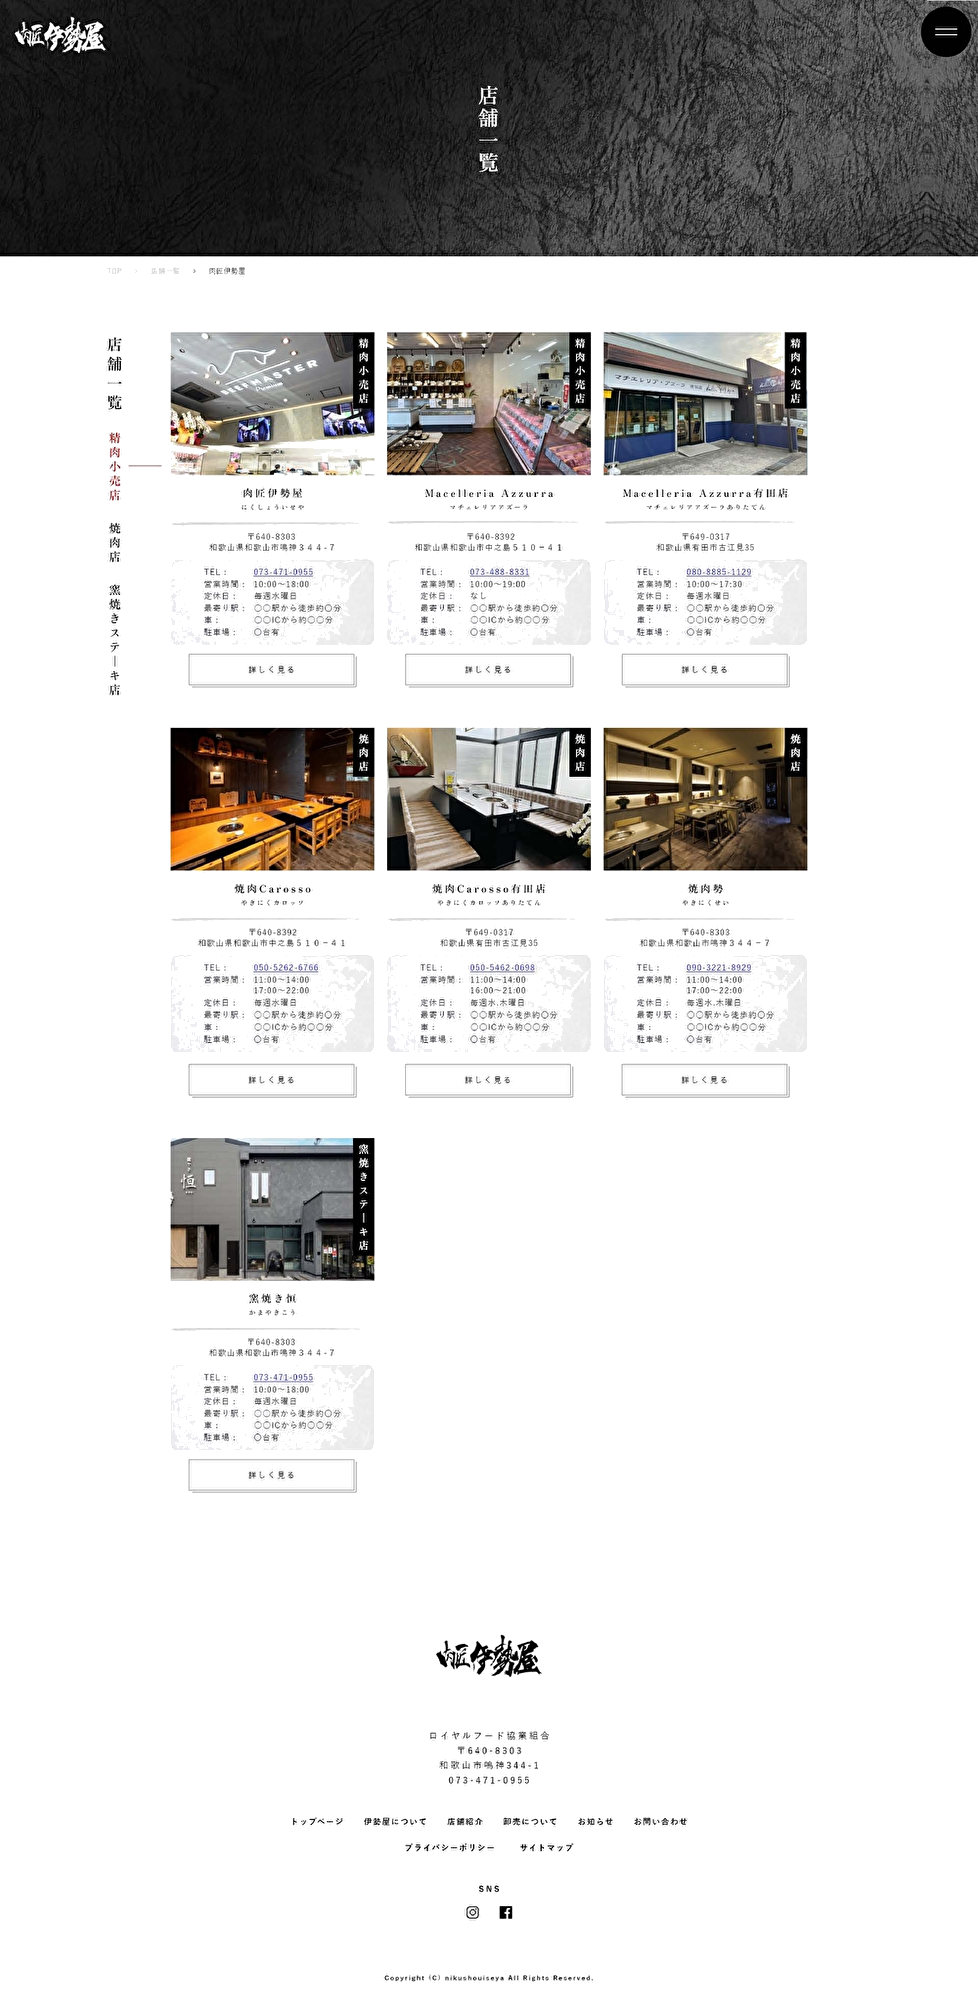 肉匠伊勢屋
店舗一覧
TOP > 店舗一覧 > 肉匠伊勢屋
店舗一覧
精肉小売店
焼肉店
窯焼きステーキ店
精肉小売店
BEEFMASTER
肉匠伊勢屋
にくしょういせや
〒640-8303
和歌山県和歌山市鳴神３４４-７
TEL： 073-471-0955
営業時間： 10:00〜18:00
定休日： 毎週水曜日
最寄り駅： ○○駅から徒歩約○分
車： ○○ICから約○○分
駐車場： ○台有
詳しく見る
精肉小売店
Macelleria Azzurra
マチェレリアアズーラ
〒640-8392
和歌山県和歌山市中之島５１０−４１
TEL： 073-488-8331
営業時間： 10:00〜19:00
定休日： なし
最寄り駅： ○○駅から徒歩約○分
車： ○○ICから約○○分
駐車場： ○台有
詳しく見る
精肉小売店
マチェレリア・アズーラ
Macelleria Azzurra有田店
マチェレリアアズーラありたてん
〒649-0317
和歌山県有田市古江見35
TEL： 080-8885-1129
営業時間： 10:00〜17:30
定休日： 毎週水曜日
最寄り駅： ○○駅から徒歩約○分
車： ○○ICから約○○分
駐車場： ○台有
詳しく見る
焼肉店
焼肉Carosso
やきにくカロッソ
〒640-8392
和歌山県和歌山市中之島５１０−４１
TEL： 050-5262-6766
営業時間： 11:00〜14:00
17:00〜22:00
定休日： 毎週水曜日
最寄り駅： ○○駅から徒歩約○分
車： ○○ICから約○○分
駐車場： ○台有
詳しく見る
焼肉店
焼肉Carosso有田店
やきにくカロッソありたてん
〒649-0317
和歌山県有田市古江見35
TEL： 050-5462-0698
営業時間： 11:00〜14:00
16:00〜21:00
定休日： 毎週水,木曜日
最寄り駅： ○○駅から徒歩約○分
車： ○○ICから約○○分
駐車場： ○台有
詳しく見る
焼肉店
焼肉勢
やきにくせい
〒640-8303
和歌山県和歌山市鳴神３４４−７
TEL： 090-3221-8929
営業時間： 11:00〜14:00
17:00〜22:00
定休日： 毎週水,木曜日
最寄り駅： ○○駅から徒歩約○分
車： ○○ICから約○○分
駐車場： ○台有
詳しく見る
窯焼きステーキ店
恒
窯焼き恒
かまやきこう
〒640-8303
和歌山県和歌山市鳴神３４４-７
TEL： 073-471-0955
営業時間： 10:00〜18:00
定休日： 毎週水曜日
最寄り駅： ○○駅から徒歩約○分
車： ○○ICから約○○分
駐車場： ○台有
詳しく見る
肉匠伊勢屋
ロイヤルフード協業組合
〒640-8303
和歌山市鳴神344-1
073-471-0955
トップページ 伊勢屋について 店舗紹介 卸売について お知らせ お問い合わせ
プライバシーポリシー サイトマップ
SNS
Copyright (C) nikushouiseya All Rights Reserved.